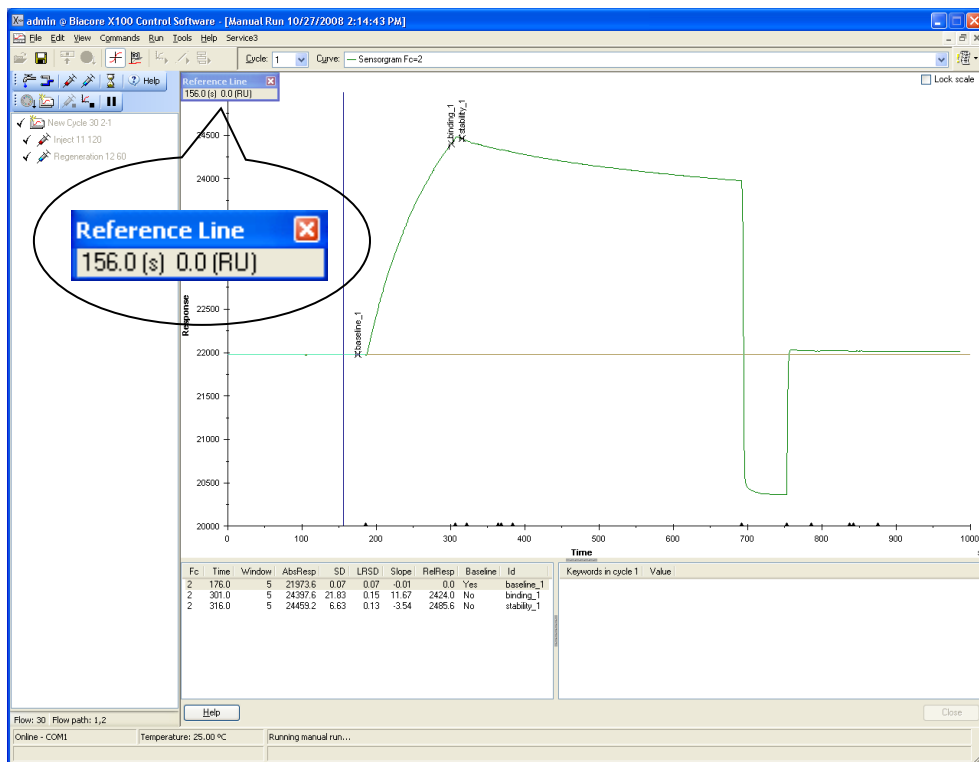 admin @ Biacore X100 Control Software - [Manual Run 10/27/2008 2:14:43 PM]
File Edit View Commands Run Tools Help Service3
Cycle: 1 Curve: — Sensorgram Fc=2
Help
Lock scale
Reference Line
156.0 (s) 0.0 (RU)
New Cycle 30 2-1
Inject 11 120
Regeneration 12 60
Reference Line
156.0 (s) 0.0 (RU)
Response
24500
24000
22500
22000
21500
21000
20500
20000
baseline_1
binding_1
stability_1
0 100 200 300 400 500 600 700 800 900 1000
Time
s
Fc Time Window AbsResp SD LRSD Slope RelResp Baseline Id
2 176.0 5 21973.6 0.07 0.07 -0.01 0.0 Yes baseline_1
2 301.0 5 24397.6 21.83 0.15 11.67 2424.0 No binding_1
2 316.0 5 24459.2 6.63 0.13 -3.54 2485.6 No stability_1
Keywords in cycle 1 Value
Help
Close
Flow: 30 Flow path: 1,2
Online - COM1 Temperature: 25.00 ºC Running manual run...